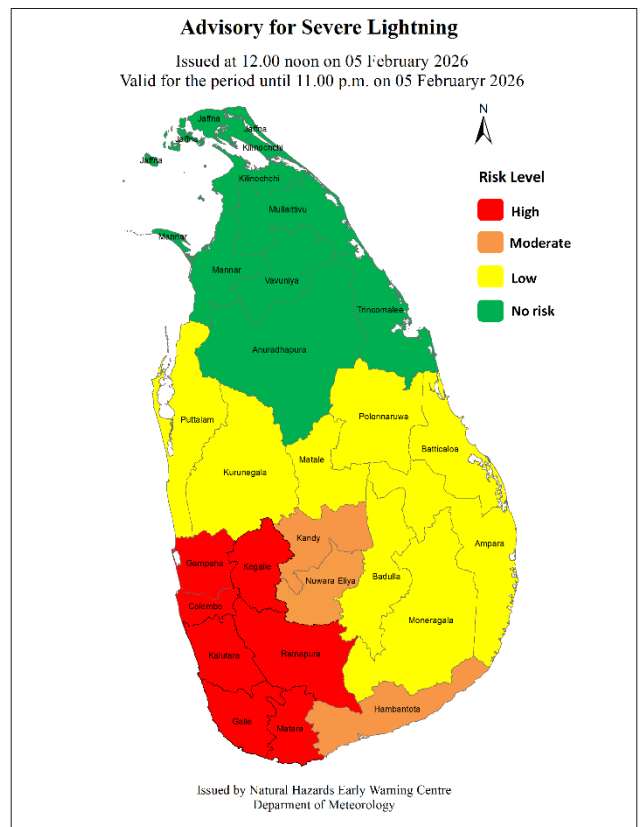 Advisory for Severe Lightning
Issued at 12.00 noon on 05 February 2026
Valid for the period until 11.00 p.m. on 05 Februaryr 2026
N
Risk Level
High
Moderate
Low
No risk
Jaffna
Jaffna
Jaffna
Kilinochchi
Jaffna
Kilinochchi
Mullaittivu
Mannar
Mannar
Vavuniya
Trincomalee
Anuradhapura
Puttalam
Polonnaruwa
Batticaloa
Matale
Kurunegala
Kandy
Ampara
Gampaha
Kegalle
Nuwara Eliya
Badulla
Colombo
Moneragala
Kalutara
Ratnapura
Hambantota
Galle
Matara
Issued by Natural Hazards Early Warning Centre
Deparment of Meteorology